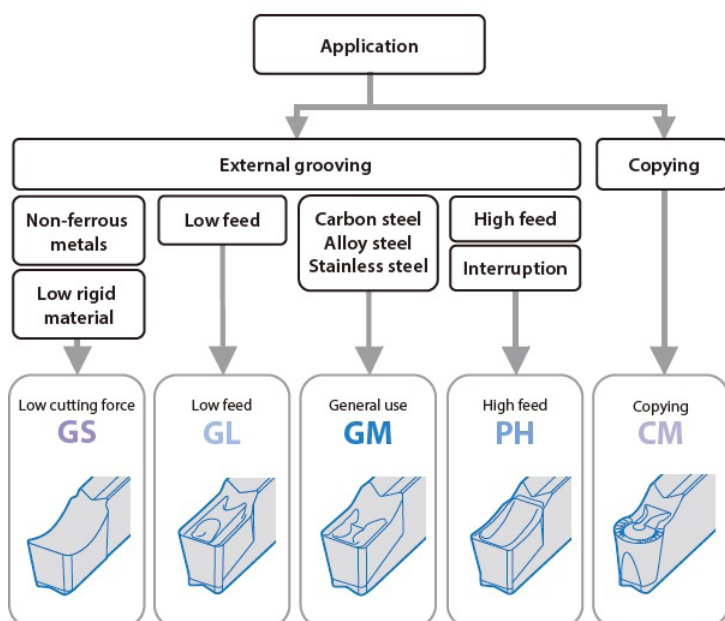 Application
External grooving
Copying
Non-ferrous
metals
Low feed
Carbon steel
Alloy steel
Stainless steel
High feed
Interruption
Low rigid
material
Low cutting force
GS
Low feed
GL
General use
GM
High feed
PH
Copying
CM